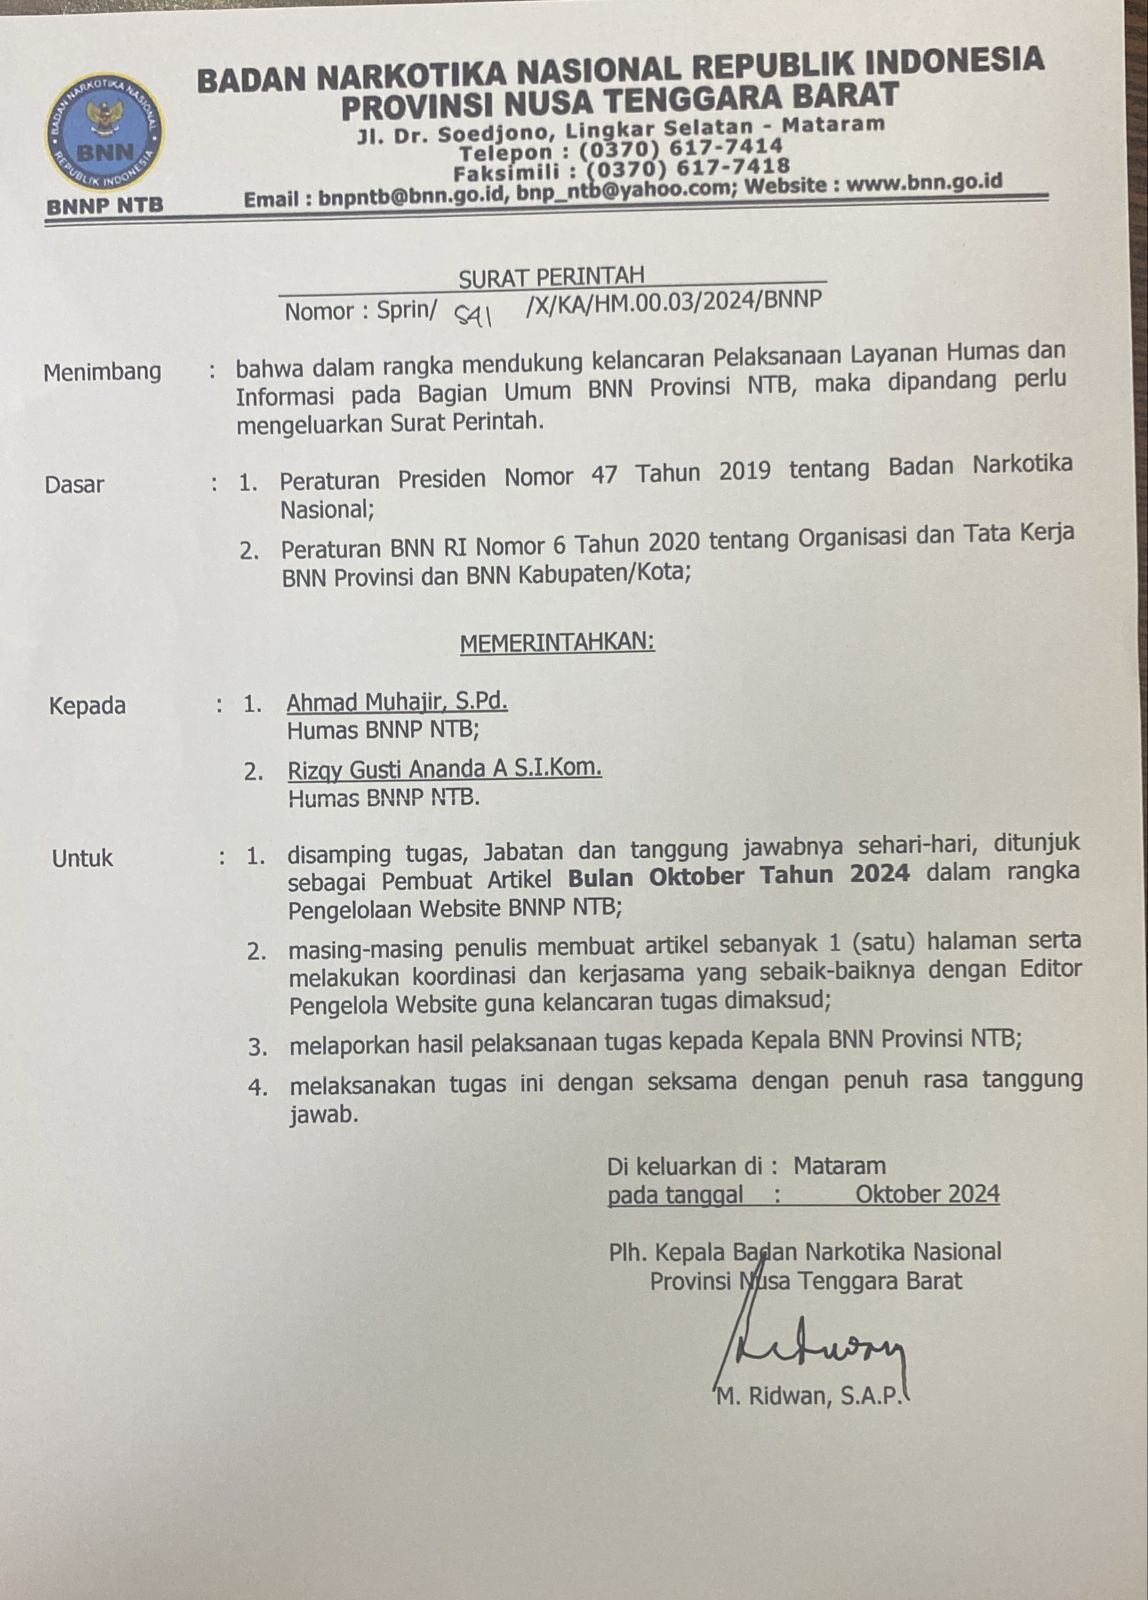 BADAN NARKOTIKA NASIONAL REPUBLIK INDONESIA
PROVINSI NUSA TENGGARA BARAT
Jl. Dr. Soedjono, Lingkar Selatan - Mataram
Telepon : (0370) 617-7414
Faksimili : (0370) 617-7418
Email : bnpntb@bnn.go.id, bnp_ntb@yahoo.com; Website : www.bnn.go.id
BADAN NARKOTIKA NASIONAL
BNN
REPUBLIK INDONESIA
BNNP NTB
SURAT PERINTAH
Nomor : Sprin/ 541 /X/KA/HM.00.03/2024/BNNP
Menimbang : bahwa dalam rangka mendukung kelancaran Pelaksanaan Layanan Humas dan
Informasi pada Bagian Umum BNN Provinsi NTB, maka dipandang perlu
mengeluarkan Surat Perintah.
Dasar : 1. Peraturan Presiden Nomor 47 Tahun 2019 tentang Badan Narkotika
Nasional;
2. Peraturan BNN RI Nomor 6 Tahun 2020 tentang Organisasi dan Tata Kerja
BNN Provinsi dan BNN Kabupaten/Kota;
MEMERINTAHKAN:
Kepada : 1. Ahmad Muhajir, S.Pd.
Humas BNNP NTB;
2. Rizqy Gusti Ananda A S.I.Kom.
Humas BNNP NTB.
Untuk : 1. disamping tugas, Jabatan dan tanggung jawabnya sehari-hari, ditunjuk
sebagai Pembuat Artikel Bulan Oktober Tahun 2024 dalam rangka
Pengelolaan Website BNNP NTB;
2. masing-masing penulis membuat artikel sebanyak 1 (satu) halaman serta
melakukan koordinasi dan kerjasama yang sebaik-baiknya dengan Editor
Pengelola Website guna kelancaran tugas dimaksud;
3. melaporkan hasil pelaksanaan tugas kepada Kepala BNN Provinsi NTB;
4. melaksanakan tugas ini dengan seksama dengan penuh rasa tanggung
jawab.
Di keluarkan di : Mataram
pada tanggal : Oktober 2024
Plh. Kepala Badan Narkotika Nasional
Provinsi Nusa Tenggara Barat
M. Ridwan, S.A.P.